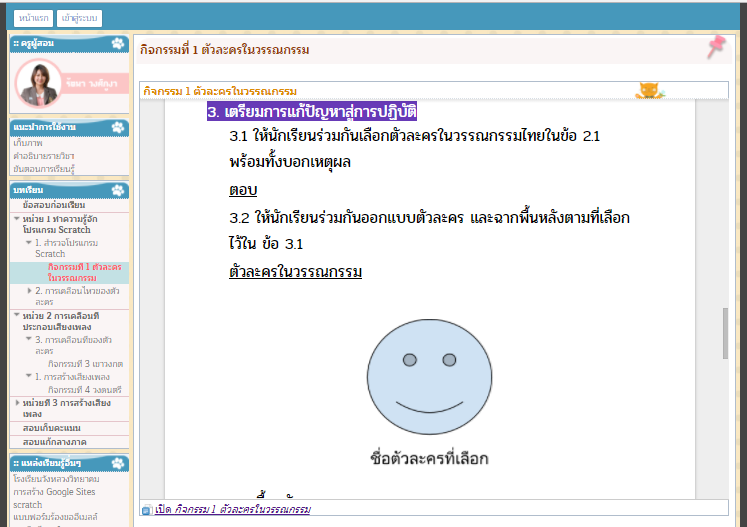 หน้าแรก
เข้าสู่ระบบ
:: ครูผู้สอน
แนะนำการใช้งาน
เก็บภาพ
คำอธิบายรายวิชา
ขั้นตอนการเรียนรู้
บทเรียน
ข้อสอบก่อนเรียน
หน่วย 1 ทำความรู้จัก
โปรแกรม Scratch
1. สำรวจโปรแกรม
Scratch
กิจกรรมที่ 1 ตัวละคร
ในวรรณกรรม
2. การเคลื่อนไหวของตัว
ละคร
หน่วย 2 การเคลื่อนที่
ประกอบเสียงเพลง
3. การเคลื่อนที่ของตัว
ละคร
กิจกรรมที่ 3 เขาวงกต
1. การสร้างเสียงเพลง
กิจกรรมที่ 4 วงดนตรี
หน่วยที่ 3 การสร้างเสียง
เพลง
สอบเก็บคะแนน
สอบแก้กลางภาค
:: แหล่งเรียนรู้อื่นๆ
โรงเรียนวังหลวงวิทยาคม
การสร้าง Google Sites
scratch
แบบฟอร์มร้องขออีเมลล์
กิจกรรมที่ 1 ตัวละครในวรรณกรรม
กิจกรรม 1 ตัวละครในวรรณกรรม
3. เตรียมการแก้ปัญหาสู่การปฏิบัติ
3.1 ให้นักเรียนร่วมกันเลือกตัวละครในวรรณกรรมไทยในข้อ 2.1
พร้อมทั้งบอกเหตุผล
ตอบ
3.2 ให้นักเรียนร่วมกันออกแบบตัวละคร และฉากพื้นหลังตามที่เลือก
ไว้ใน ข้อ 3.1
ตัวละครในวรรณกรรม
ชื่อตัวละครที่เลือก
เปิด กิจกรรม 1 ตัวละครในวรรณกรรม